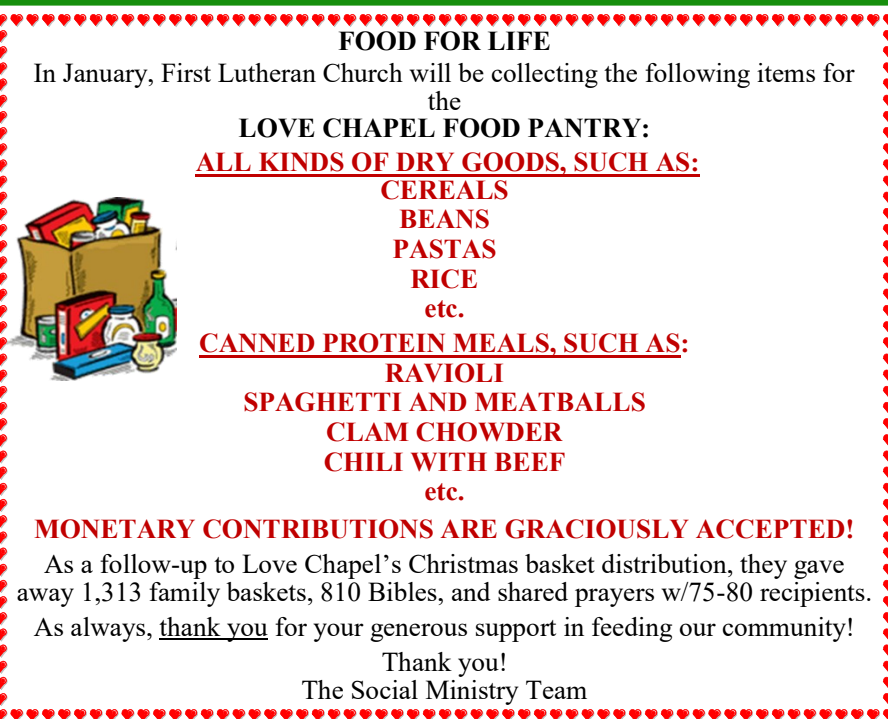 FOOD FOR LIFE
In January, First Lutheran Church will be collecting the following items for
the
LOVE CHAPEL FOOD PANTRY:
ALL KINDS OF DRY GOODS, SUCH AS:
CEREALS
BEANS
PASTAS
RICE
etc.
CANNED PROTEIN MEALS, SUCH AS:
RAVIOLI
SPAGHETTI AND MEATBALLS
CLAM CHOWDER
CHILI WITH BEEF
etc.
MONETARY CONTRIBUTIONS ARE GRACIOUSLY ACCEPTED!
As a follow-up to Love Chapel’s Christmas basket distribution, they gave
away 1,313 family baskets, 810 Bibles, and shared prayers w/75-80 recipients.
As always, thank you for your generous support in feeding our community!
Thank you!
The Social Ministry Team